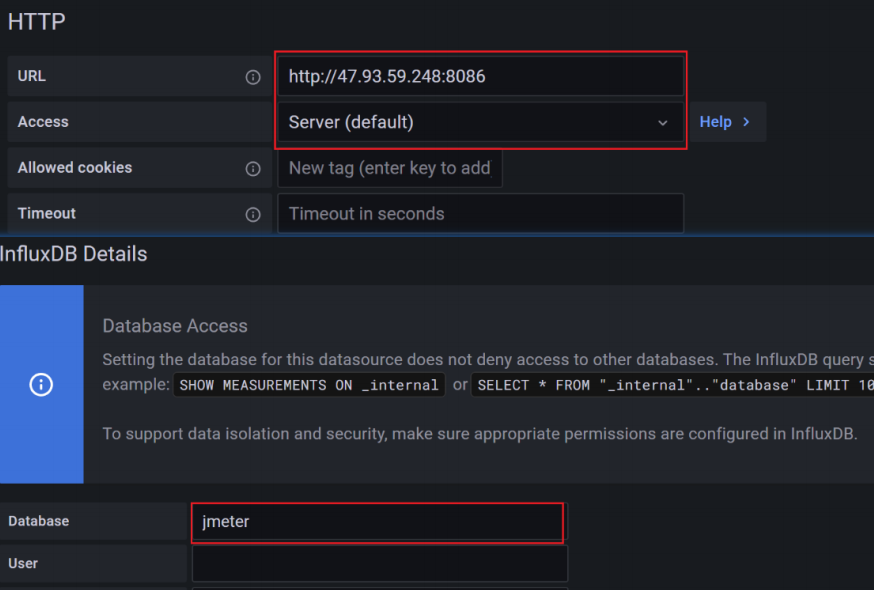 HTTP
URL
http://47.93.59.248:8086
Access
Server (default)
Help >
Allowed cookies
New tag (enter key to add
Timeout
Timeout in seconds
InfluxDB Details
Database Access
Setting the database for this datasource does not deny access to other databases. The InfluxDB query s
example: SHOW MEASUREMENTS ON _internal or SELECT * FROM "_internal".."database" LIMIT 10
To support data isolation and security, make sure appropriate permissions are configured in InfluxDB.
Database
jmeter
User